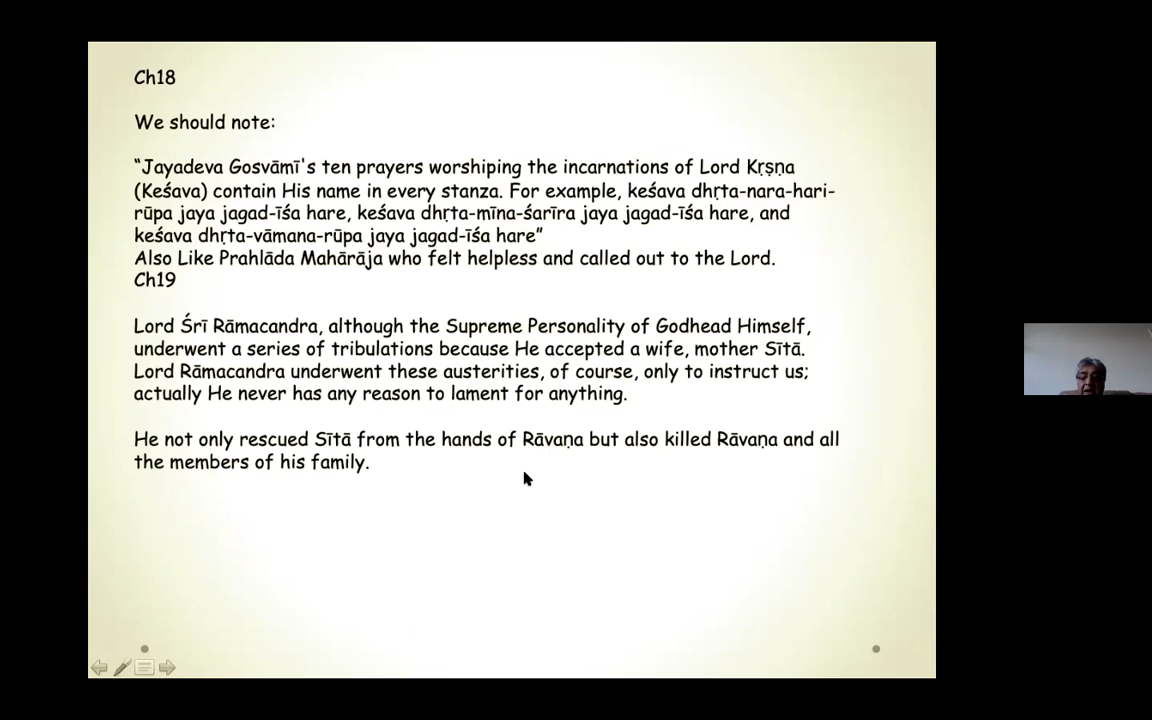 Ch18
We should note:
“Jayadeva Gosvāmī's ten prayers worshiping the incarnations of Lord Kṛṣṇa
(Keśava) contain His name in every stanza. For example, keśava dhṛta-nara-hari-
rūpa jaya jagad-īśa hare, keśava dhṛta-mīna-śarīra jaya jagad-īśa hare, and
keśava dhṛta-vāmana-rūpa jaya jagad-īśa hare”
Also Like Prahlāda Mahārāja who felt helpless and called out to the Lord.
Ch19
Lord Śrī Rāmacandra, although the Supreme Personality of Godhead Himself,
underwent a series of tribulations because He accepted a wife, mother Sītā.
Lord Rāmacandra underwent these austerities, of course, only to instruct us;
actually He never has any reason to lament for anything.
He not only rescued Sītā from the hands of Rāvaṇa but also killed Rāvaṇa and all
the members of his family.